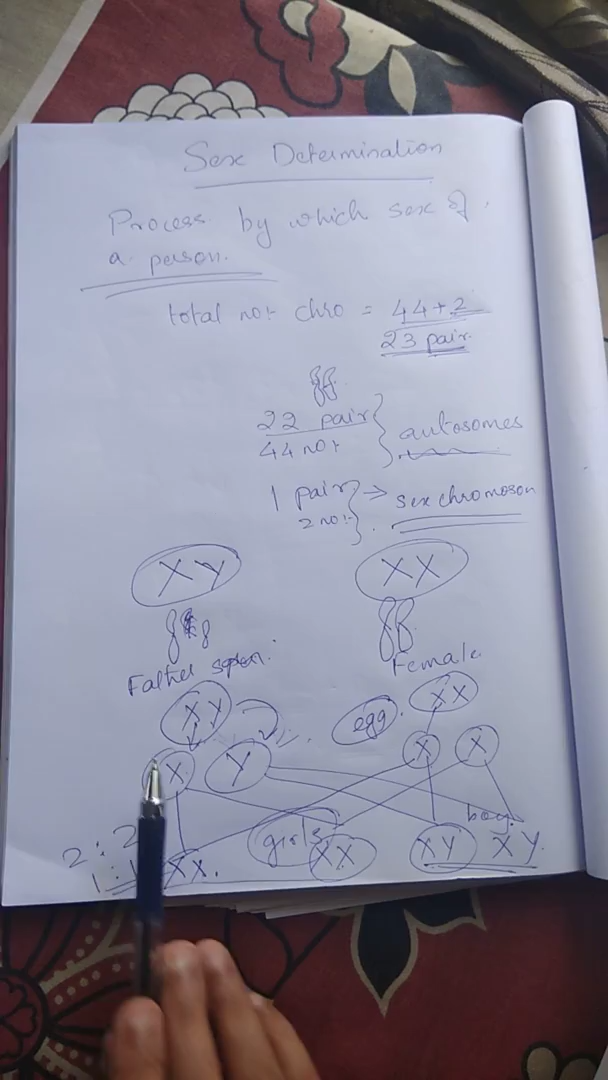 Sex Determination
Process by which sex of
a person.
total no:- chro = 44+2
23 pair
22 pair
44 no:-
autosomes
1 pair → sex chromoson
2 no:-
XY XX
Father Female
XY egg. XX
X Y X X
boy
2:2 girls
1:1 XX. XX XY XY